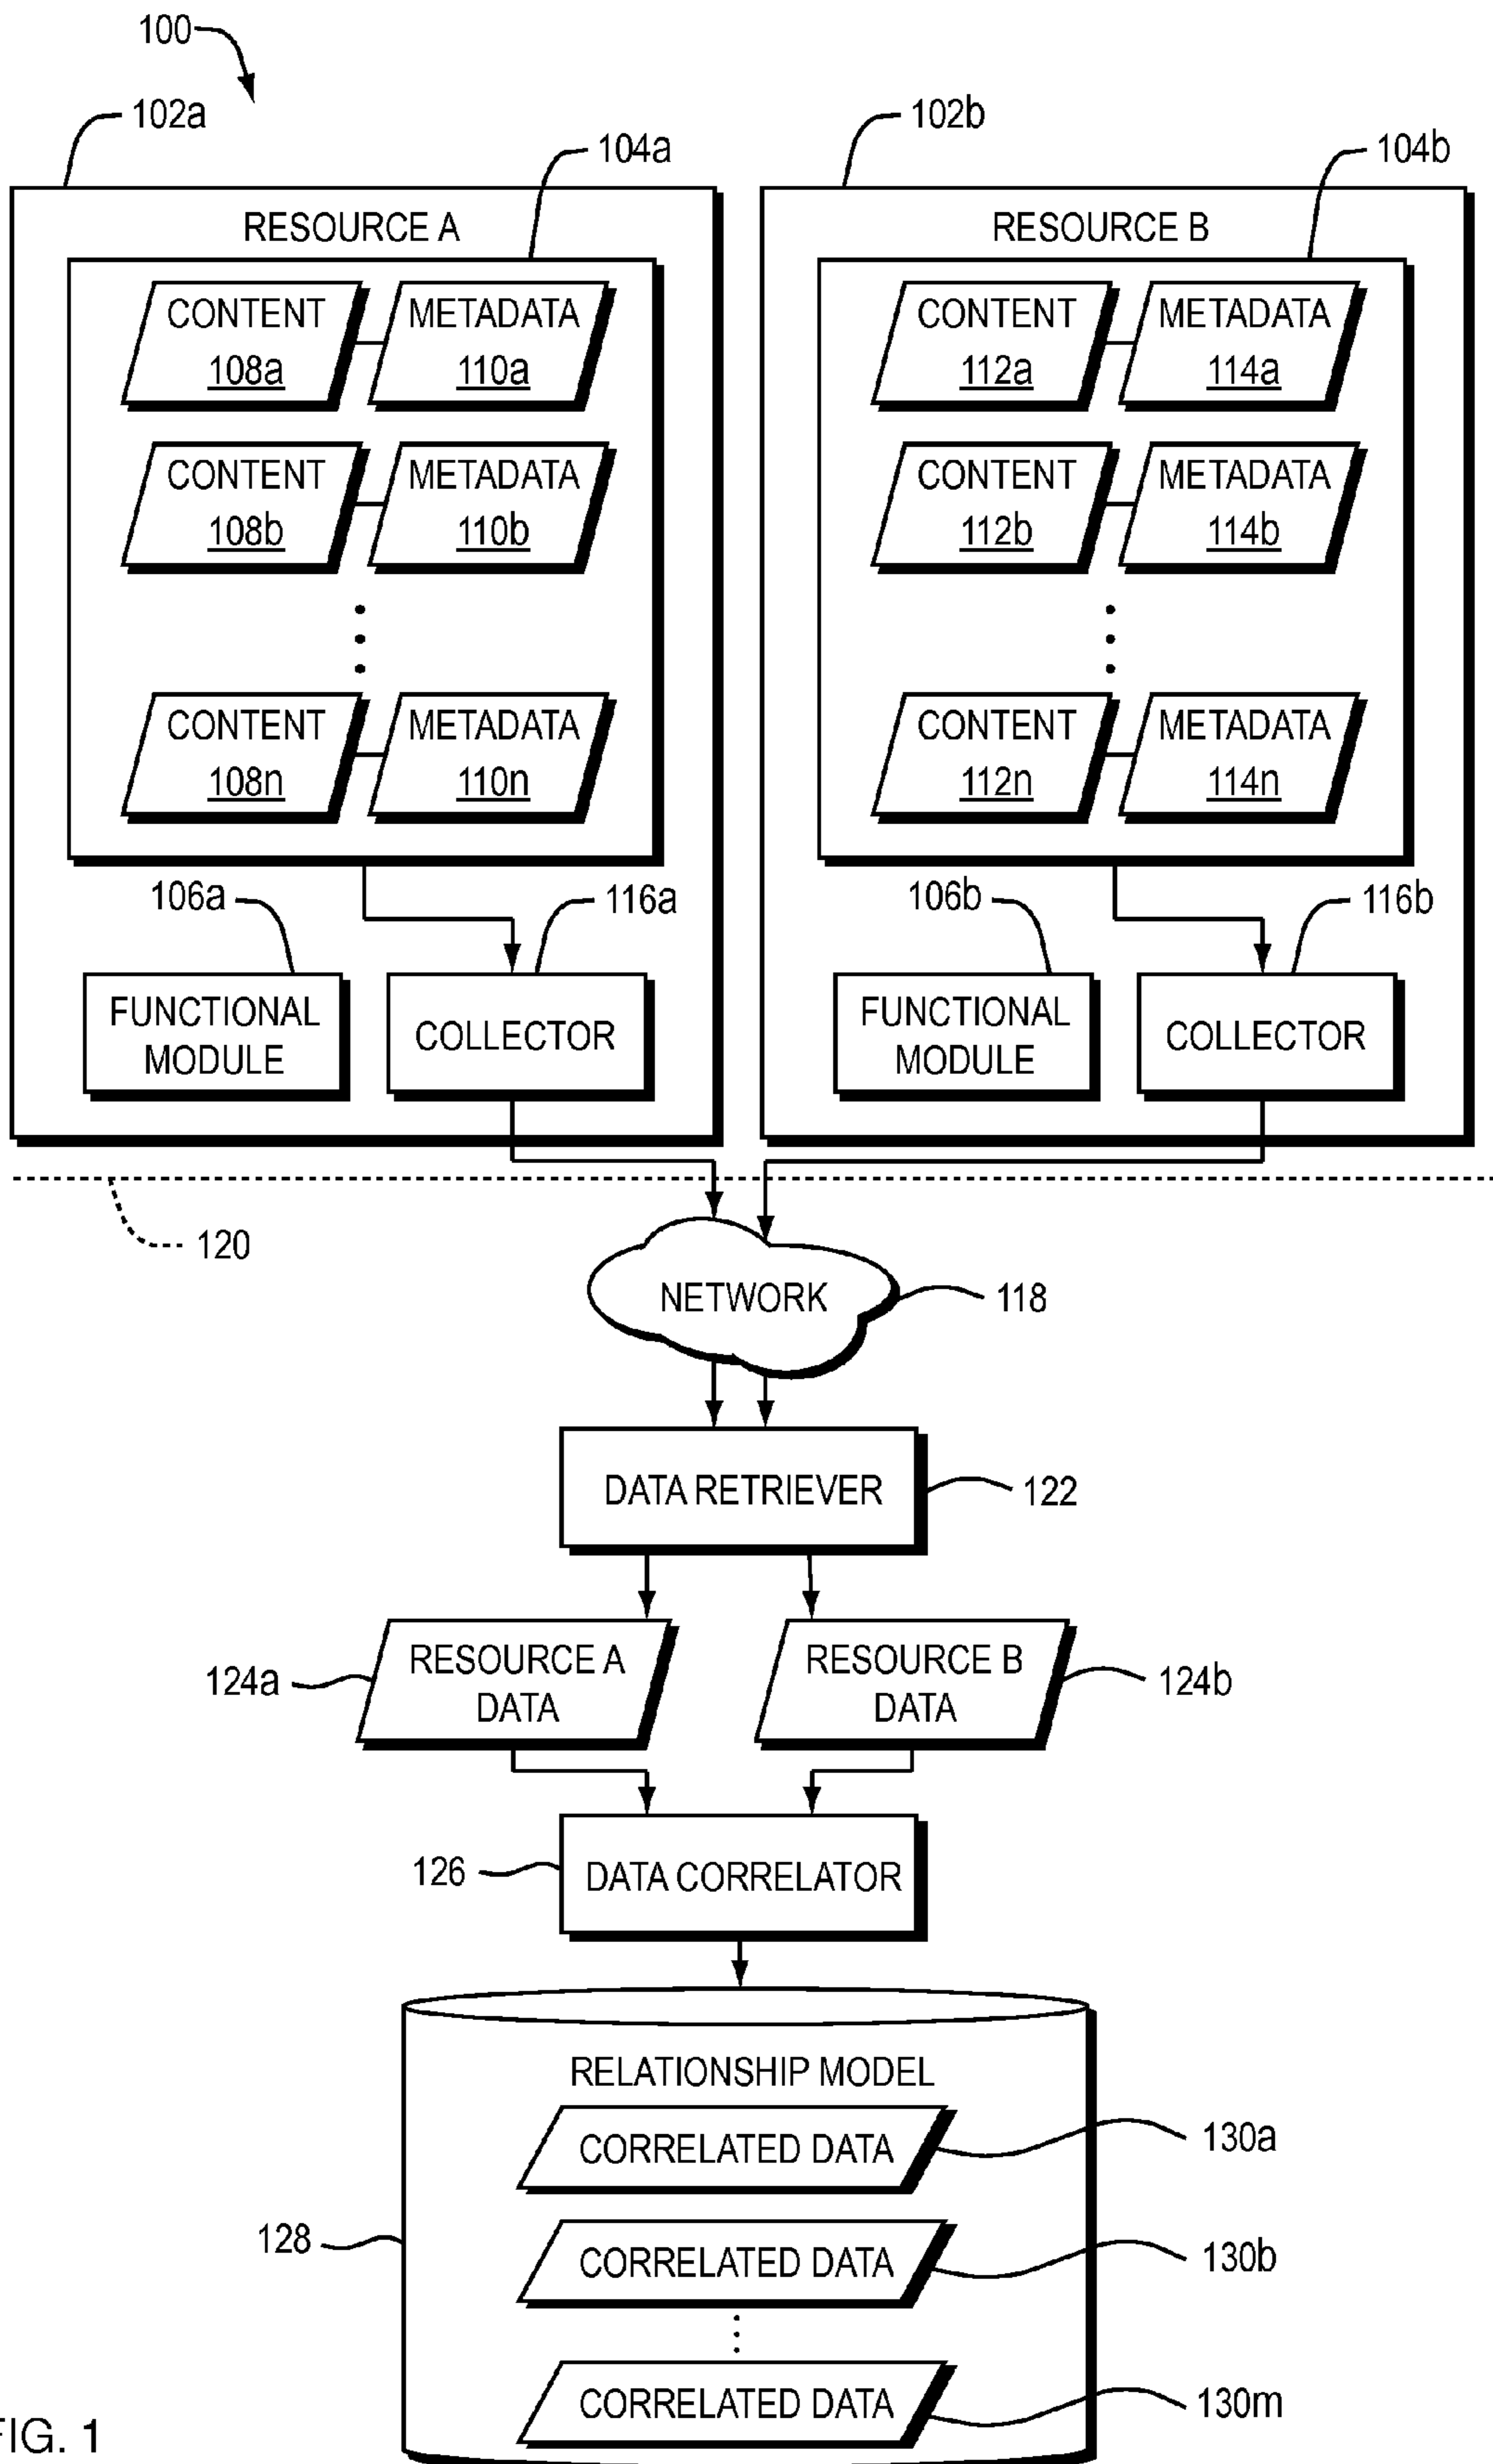 100
102a
102b
104a
104b
RESOURCE A
RESOURCE B
CONTENT
108a
METADATA
110a
CONTENT
108b
METADATA
110b
CONTENT
108n
METADATA
110n
CONTENT
112a
METADATA
114a
CONTENT
112b
METADATA
114b
CONTENT
112n
METADATA
114n
106a
116a
106b
116b
FUNCTIONAL
MODULE
COLLECTOR
FUNCTIONAL
MODULE
COLLECTOR
120
NETWORK
118
DATA RETRIEVER
122
124a
RESOURCE A
DATA
RESOURCE B
DATA
124b
126
DATA CORRELATOR
RELATIONSHIP MODEL
CORRELATED DATA
130a
128
CORRELATED DATA
130b
CORRELATED DATA
130m
FIG. 1